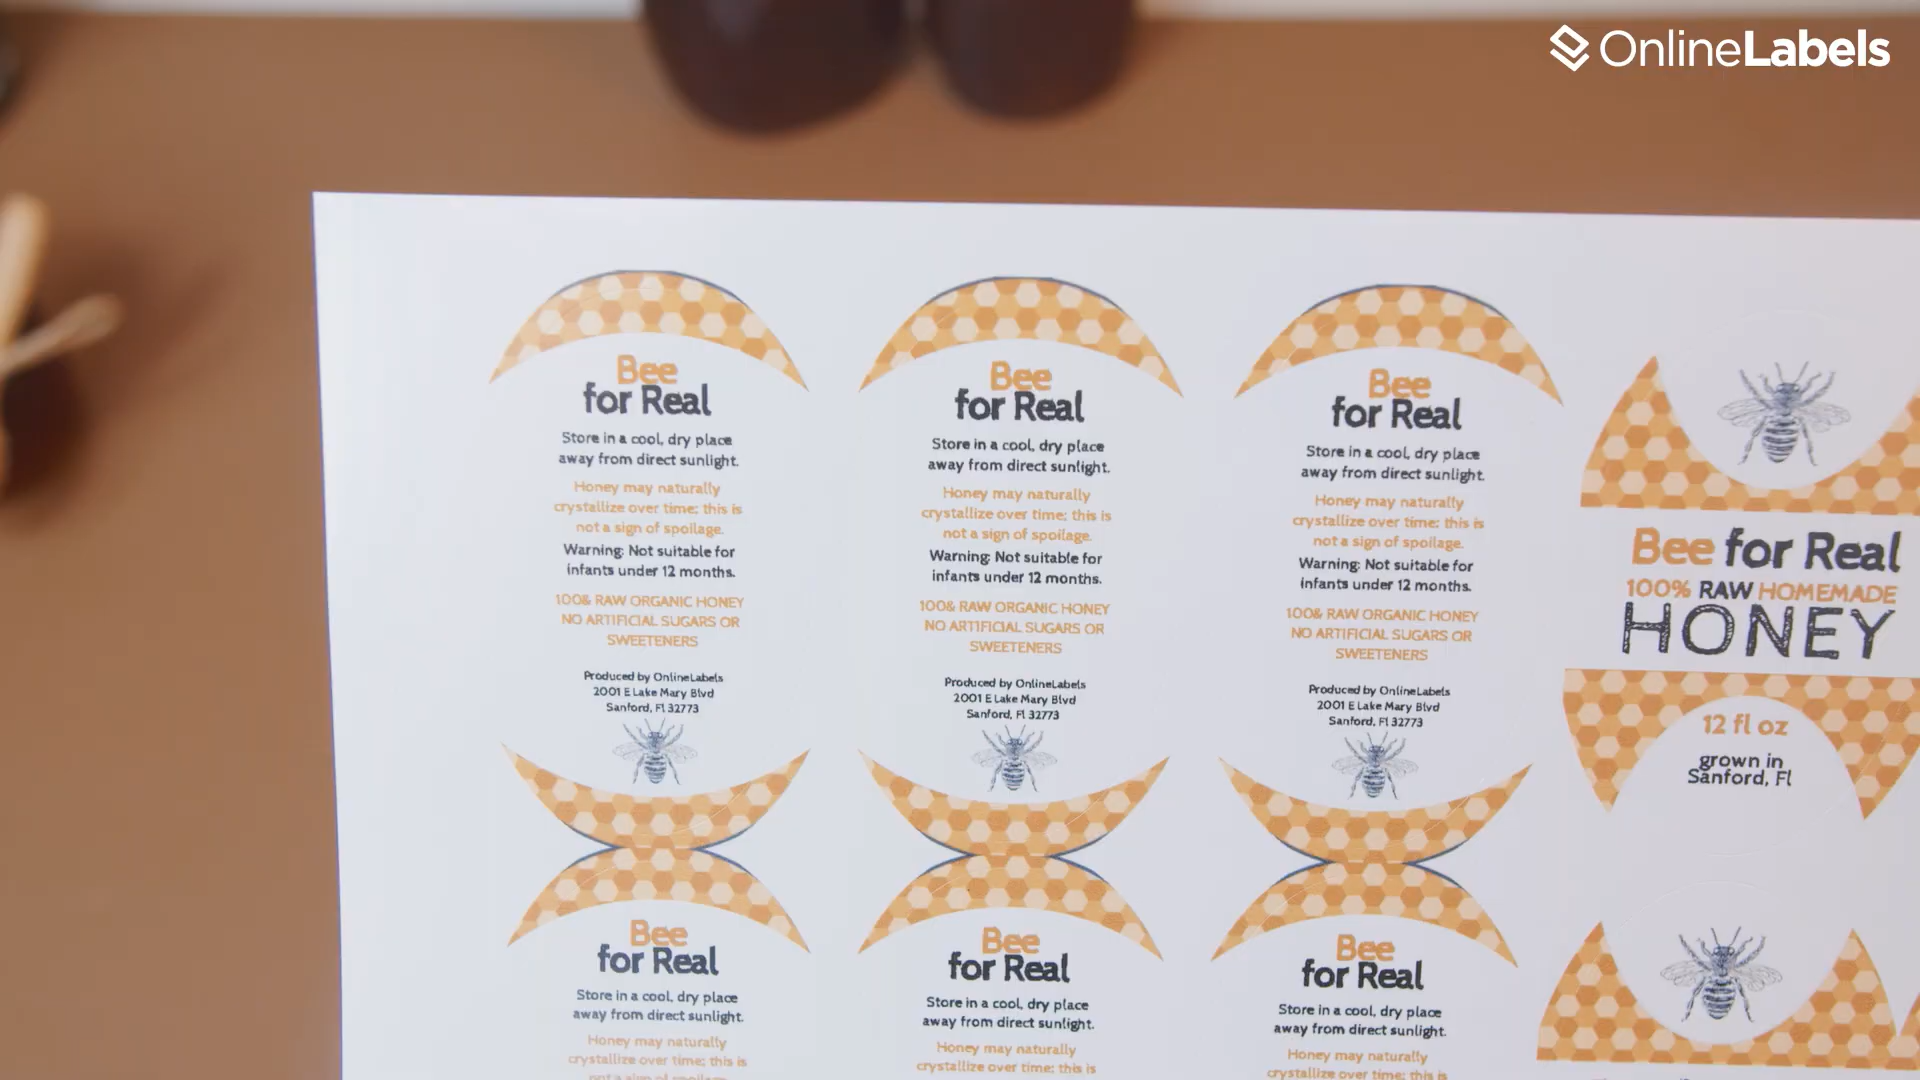 OnlineLabels
Bee
for Real
Store in a cool, dry place
away from direct sunlight.
Honey may naturally
crystallize over time; this is
not a sign of spoilage.
Warning: Not suitable for
infants under 12 months.
100& RAW ORGANIC HONEY
NO ARTIFICIAL SUGARS OR
SWEETENERS
Produced by OnlineLabels
2001 E Lake Mary Blvd
Sanford, Fl 32773
Bee
for Real
Store in a cool, dry place
away from direct sunlight.
Honey may naturally
crystallize over time; this is
not a sign of spoilage.
Warning: Not suitable for
infants under 12 months.
100& RAW ORGANIC HONEY
NO ARTIFICIAL SUGARS OR
SWEETENERS
Produced by OnlineLabels
2001 E Lake Mary Blvd
Sanford, Fl 32773
Bee
for Real
Store in a cool, dry place
away from direct sunlight.
Honey may naturally
crystallize over time; this is
not a sign of spoilage.
Warning: Not suitable for
infants under 12 months.
100& RAW ORGANIC HONEY
NO ARTIFICIAL SUGARS OR
SWEETENERS
Produced by OnlineLabels
2001 E Lake Mary Blvd
Sanford, Fl 32773
Bee for Real
100% RAW HOMEMADE
HONEY
12 fl oz
grown in
Sanford, Fl
Bee
for Real
Store in a cool, dry place
away from direct sunlight.
Honey may naturally
crystallize over time; this is
not a sign of spoilage.
Bee
for Real
Store in a cool, dry place
away from direct sunlight.
Honey may naturally
crystallize over time; this is
Bee
for Real
Store in a cool, dry place
away from direct sunlight.
Honey may naturally
crystallize over time; this is